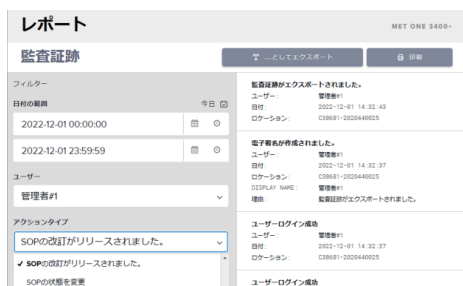 レポート
MET ONE 3400+
監査証跡
...としてエクスポート
印刷
フィルター
日付の範囲
今日
2022-12-01 00:00:00
2022-12-01 23:59:59
ユーザー
管理者#1
アクションタイプ
SOPの改訂がリリースされました。
✔ SOPの改訂がリリースされました。
SOPの状態を変更
監査証跡がエクスポートされました。
ユーザー: 管理者#1
日付: 2022-12-01 14:32:43
ロケーション: C38681-2020440025
電子署名が作成されました。
ユーザー: 管理者#1
日付: 2022-12-01 14:32:37
ロケーション: C38681-2020440025
DISPLAY NAME: 管理者#1
理由: 監査証跡がエクスポートされました。
ユーザーログイン成功
ユーザー: 管理者#1
日付: 2022-12-01 14:32:37
ロケーション: C38681-2020440025
ユーザーログイン成功